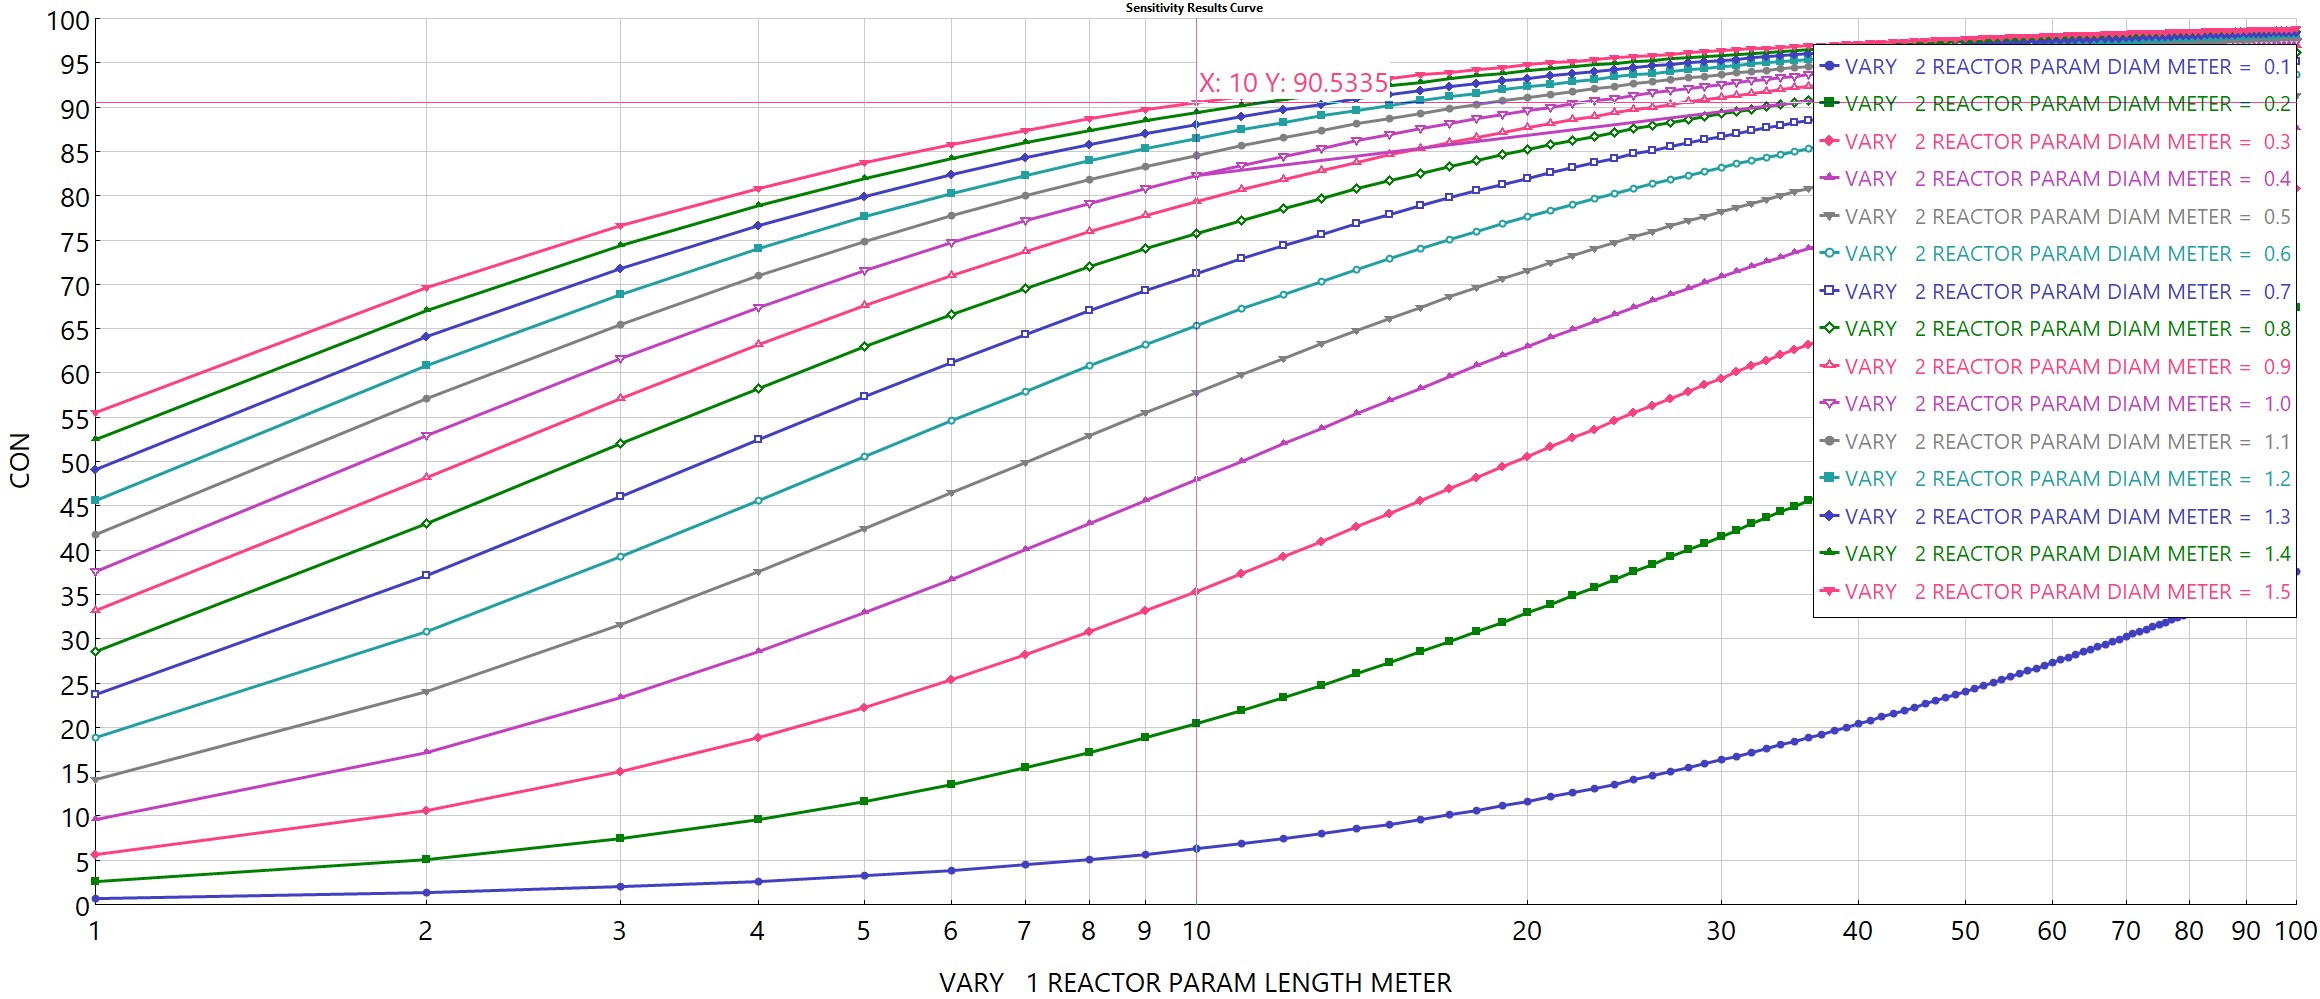 Sensitivity Results Curve
100
95
90
85
80
75
70
65
60
55
50
45
40
35
30
25
20
15
10
5
0
CON
X: 10 Y: 90.5335
VARY 2 REACTOR PARAM DIAM METER = 0.1
VARY 2 REACTOR PARAM DIAM METER = 0.2
VARY 2 REACTOR PARAM DIAM METER = 0.3
VARY 2 REACTOR PARAM DIAM METER = 0.4
VARY 2 REACTOR PARAM DIAM METER = 0.5
VARY 2 REACTOR PARAM DIAM METER = 0.6
VARY 2 REACTOR PARAM DIAM METER = 0.7
VARY 2 REACTOR PARAM DIAM METER = 0.8
VARY 2 REACTOR PARAM DIAM METER = 0.9
VARY 2 REACTOR PARAM DIAM METER = 1.0
VARY 2 REACTOR PARAM DIAM METER = 1.1
VARY 2 REACTOR PARAM DIAM METER = 1.2
VARY 2 REACTOR PARAM DIAM METER = 1.3
VARY 2 REACTOR PARAM DIAM METER = 1.4
VARY 2 REACTOR PARAM DIAM METER = 1.5
1 2 3 4 5 6 7 8 9 10 20 30 40 50 60 70 80 90 100
VARY 1 REACTOR PARAM LENGTH METER